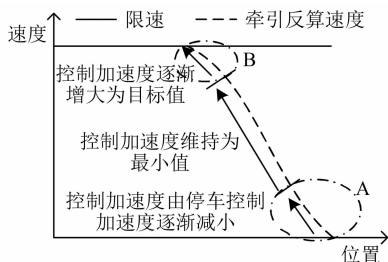 限速 牵引反算速度
速度
B
控制加速度逐渐
增大为目标值
控制加速度维持为
最小值
A
控制加速度由停车控制
加速度逐渐减小
位置